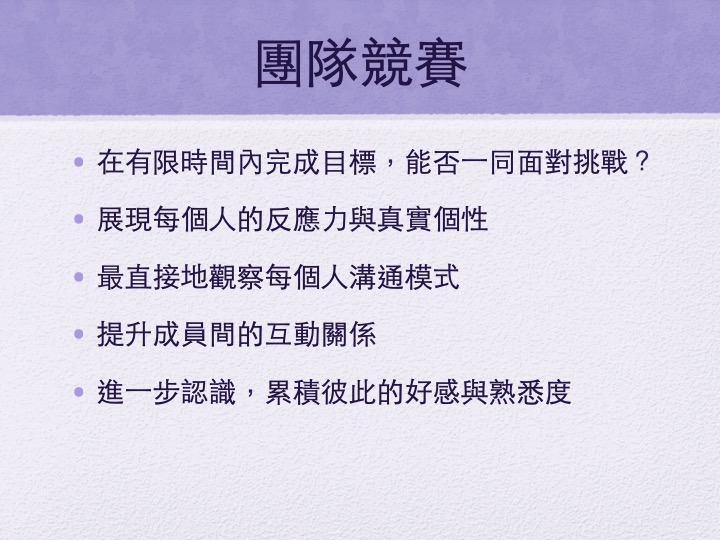 團隊競賽
• 在有限時間內完成目標，能否一同面對挑戰？
• 展現每個人的反應力與真實個性
• 最直接地觀察每個人溝通模式
• 提升成員間的互動關係
• 進一步認識，累積彼此的好感與熟悉度